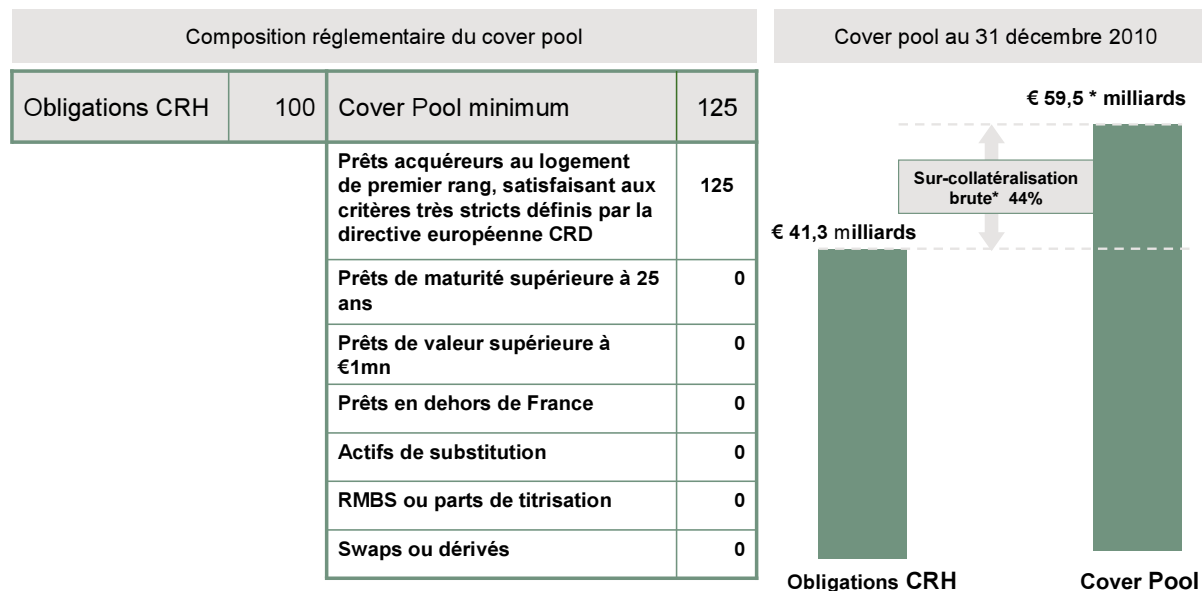 Composition réglementaire du cover pool
Obligations CRH 100 Cover Pool minimum 125
Prêts acquéreurs au logement
de premier rang, satisfaisant aux
critères très stricts définis par la
directive européenne CRD
125
Prêts de maturité supérieure à 25
ans
0
Prêts de valeur supérieure à
€1mn
0
Prêts en dehors de France 0
Actifs de substitution 0
RMBS ou parts de titrisation 0
Swaps ou dérivés 0
Cover pool au 31 décembre 2010
€ 59,5 * milliards
Sur-collatéralisation
brute* 44%
€ 41,3 milliards
Obligations CRH Cover Pool